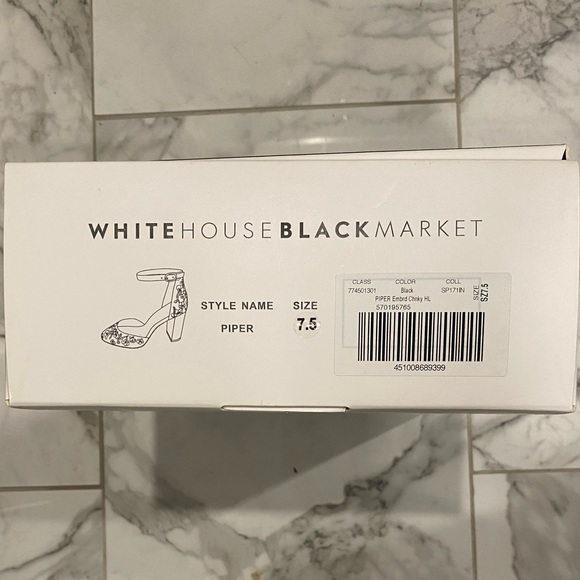 WHITEHOUSEBLACKMARKET
STYLE NAME SIZE
PIPER 7.5
CLASS COLOR COLL
774501301 Black SP171IN
PIPER Embrd Chnky HL
570195765
451008689399
SIZE
SZ7.5